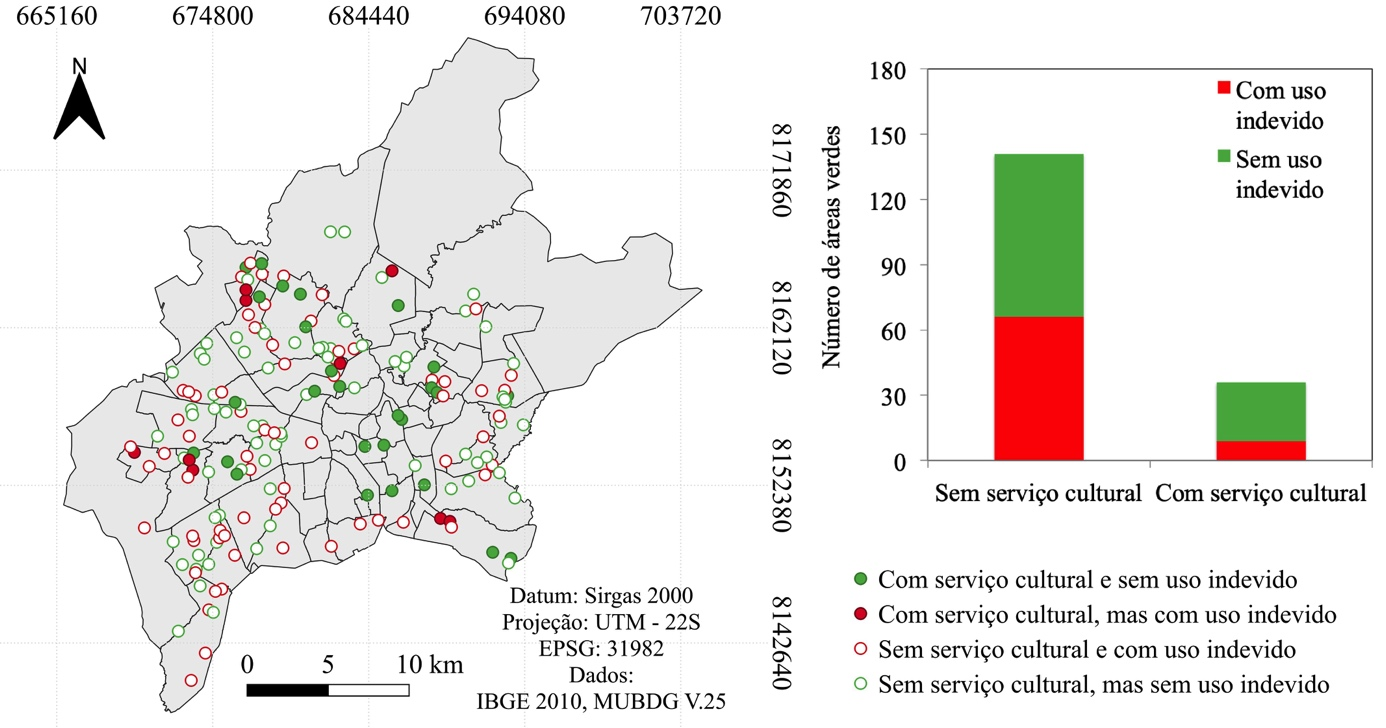 665160 674800 684440 694080 703720
N
8171860
8162120
8152380
8142640
0 5 10 km
Datum: Sirgas 2000
Projeção: UTM - 22S
EPSG: 31982
Dados:
IBGE 2010, MUBDG V.25
Número de áreas verdes
180
150
120
90
60
30
0
Com uso
indevido
Sem uso
indevido
Sem serviço cultural Com serviço cultural
Com serviço cultural e sem uso indevido
Com serviço cultural, mas com uso indevido
Sem serviço cultural e com uso indevido
Sem serviço cultural, mas sem uso indevido